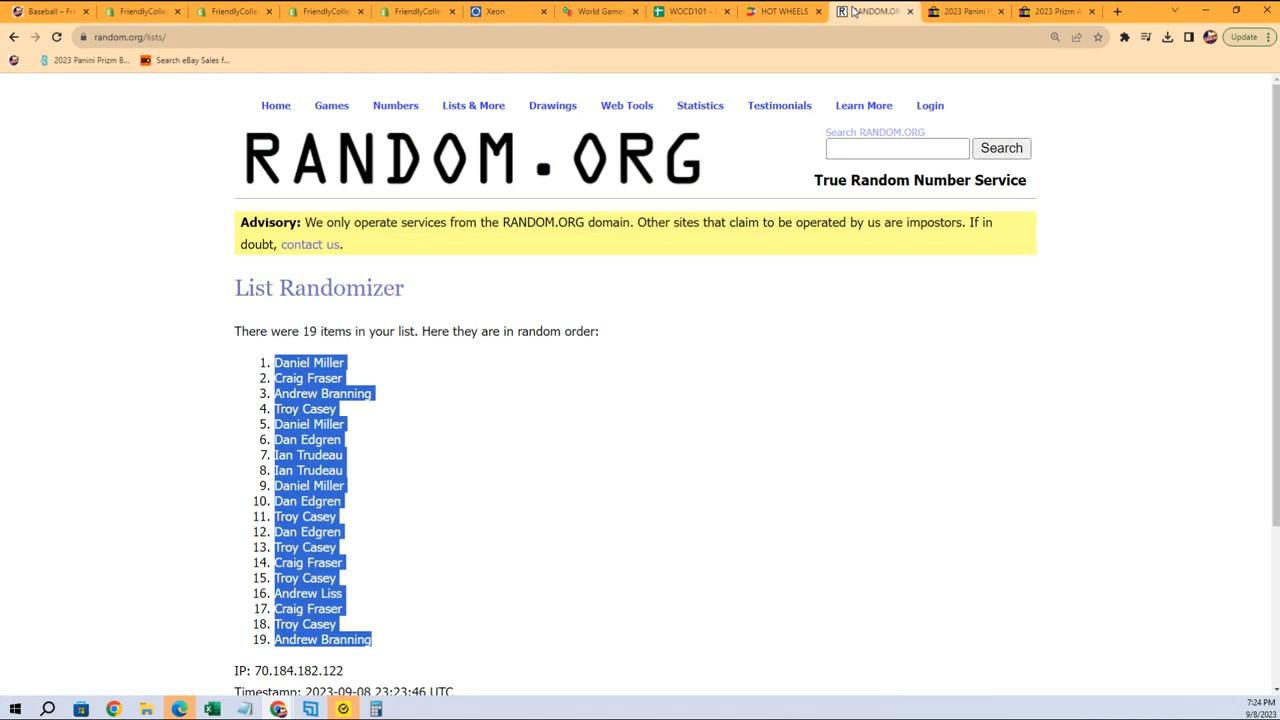 Baseball – Fri
FriendlyColle
FriendlyColle
FriendlyColle
FriendlyColle
Xeon
World Game
WOCD101 - 
HOT WHEELS
RANDOM.OR
2023 Panini P
2023 Prizm A
random.org/lists/
Update
2023 Panini Prizm B...
Search eBay Sales f...
Home
Games
Numbers
Lists & More
Drawings
Web Tools
Statistics
Testimonials
Learn More
Login
RANDOM.ORG
Search RANDOM.ORG
Search
True Random Number Service
Advisory: We only operate services from the RANDOM.ORG domain. Other sites that claim to be operated by us are impostors. If in
doubt, contact us.
List Randomizer
There were 19 items in your list. Here they are in random order:
1. Daniel Miller
2. Craig Fraser
3. Andrew Branning
4. Troy Casey
5. Daniel Miller
6. Dan Edgren
7. Ian Trudeau
8. Ian Trudeau
9. Daniel Miller
10. Dan Edgren
11. Troy Casey
12. Dan Edgren
13. Troy Casey
14. Craig Fraser
15. Troy Casey
16. Andrew Liss
17. Craig Fraser
18. Troy Casey
19. Andrew Branning
IP: 70.184.182.122
Timestamp: 2023-09-08 23:23:46 UTC
7:24 PM
9/8/2023